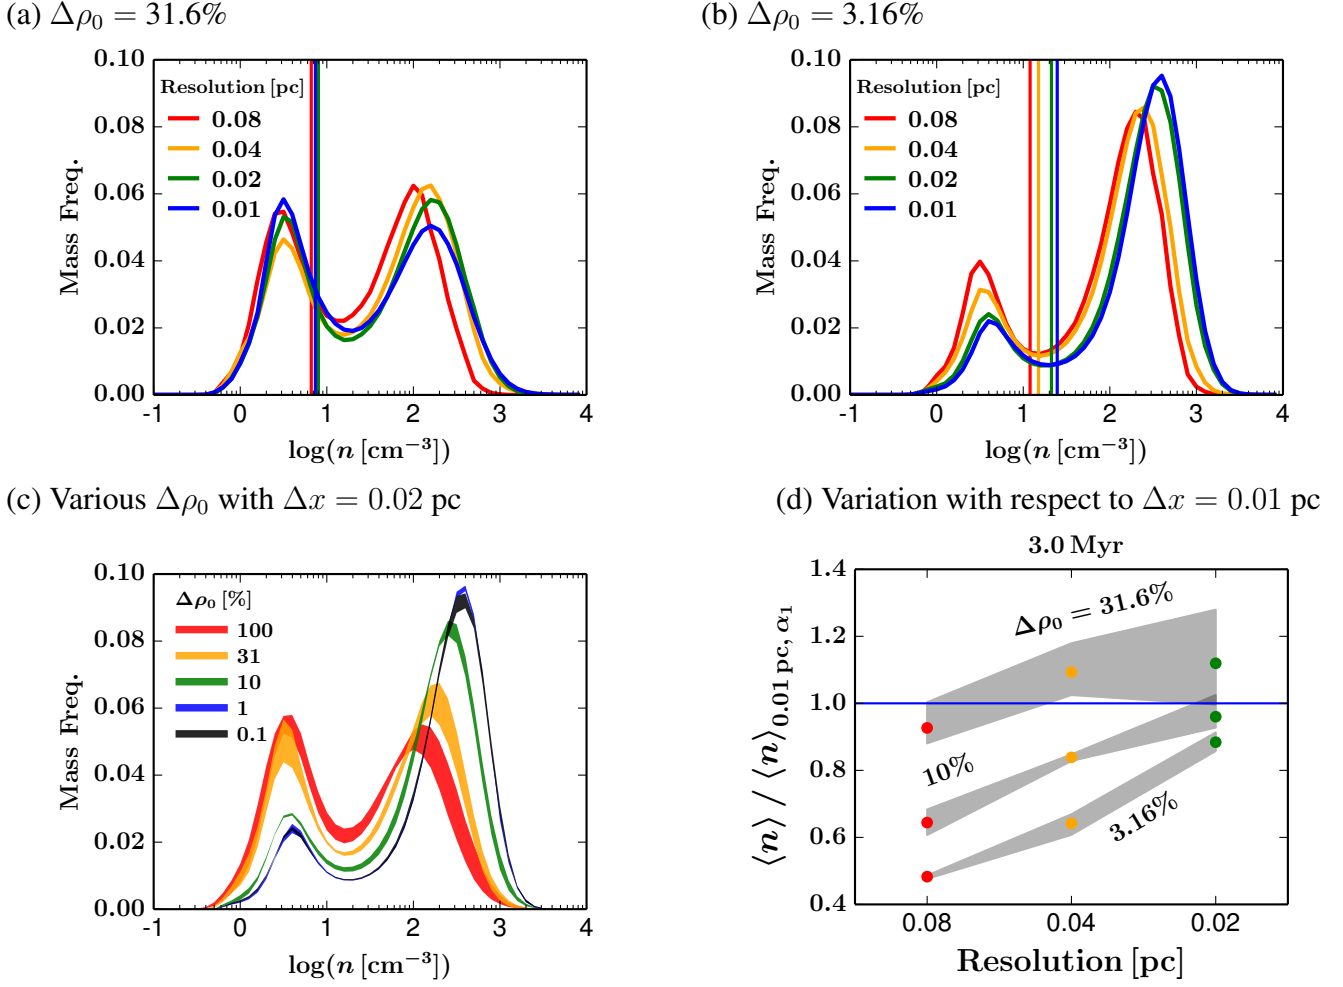 (a) Δρ₀ = 31.6%
0.10
0.08
0.06
0.04
0.02
0.00
Mass Freq.
Resolution [pc]
0.08
0.04
0.02
0.01
-1 0 1 2 3 4
log(n [cm⁻³])
(b) Δρ₀ = 3.16%
0.10
0.08
0.06
0.04
0.02
0.00
Mass Freq.
Resolution [pc]
0.08
0.04
0.02
0.01
-1 0 1 2 3 4
log(n [cm⁻³])
(c) Various Δρ₀ with Δx = 0.02 pc
0.10
0.08
0.06
0.04
0.02
0.00
Mass Freq.
Δρ₀ [%]
100
31
10
1
0.1
-1 0 1 2 3 4
log(n [cm⁻³])
(d) Variation with respect to Δx = 0.01 pc
3.0 Myr
1.4
1.2
1.0
0.8
0.6
0.4
⟨n⟩ / ⟨n⟩0.01 pc, α₁
Δρ₀ = 31.6%
10%
3.16%
0.08 0.04 0.02
Resolution [pc]